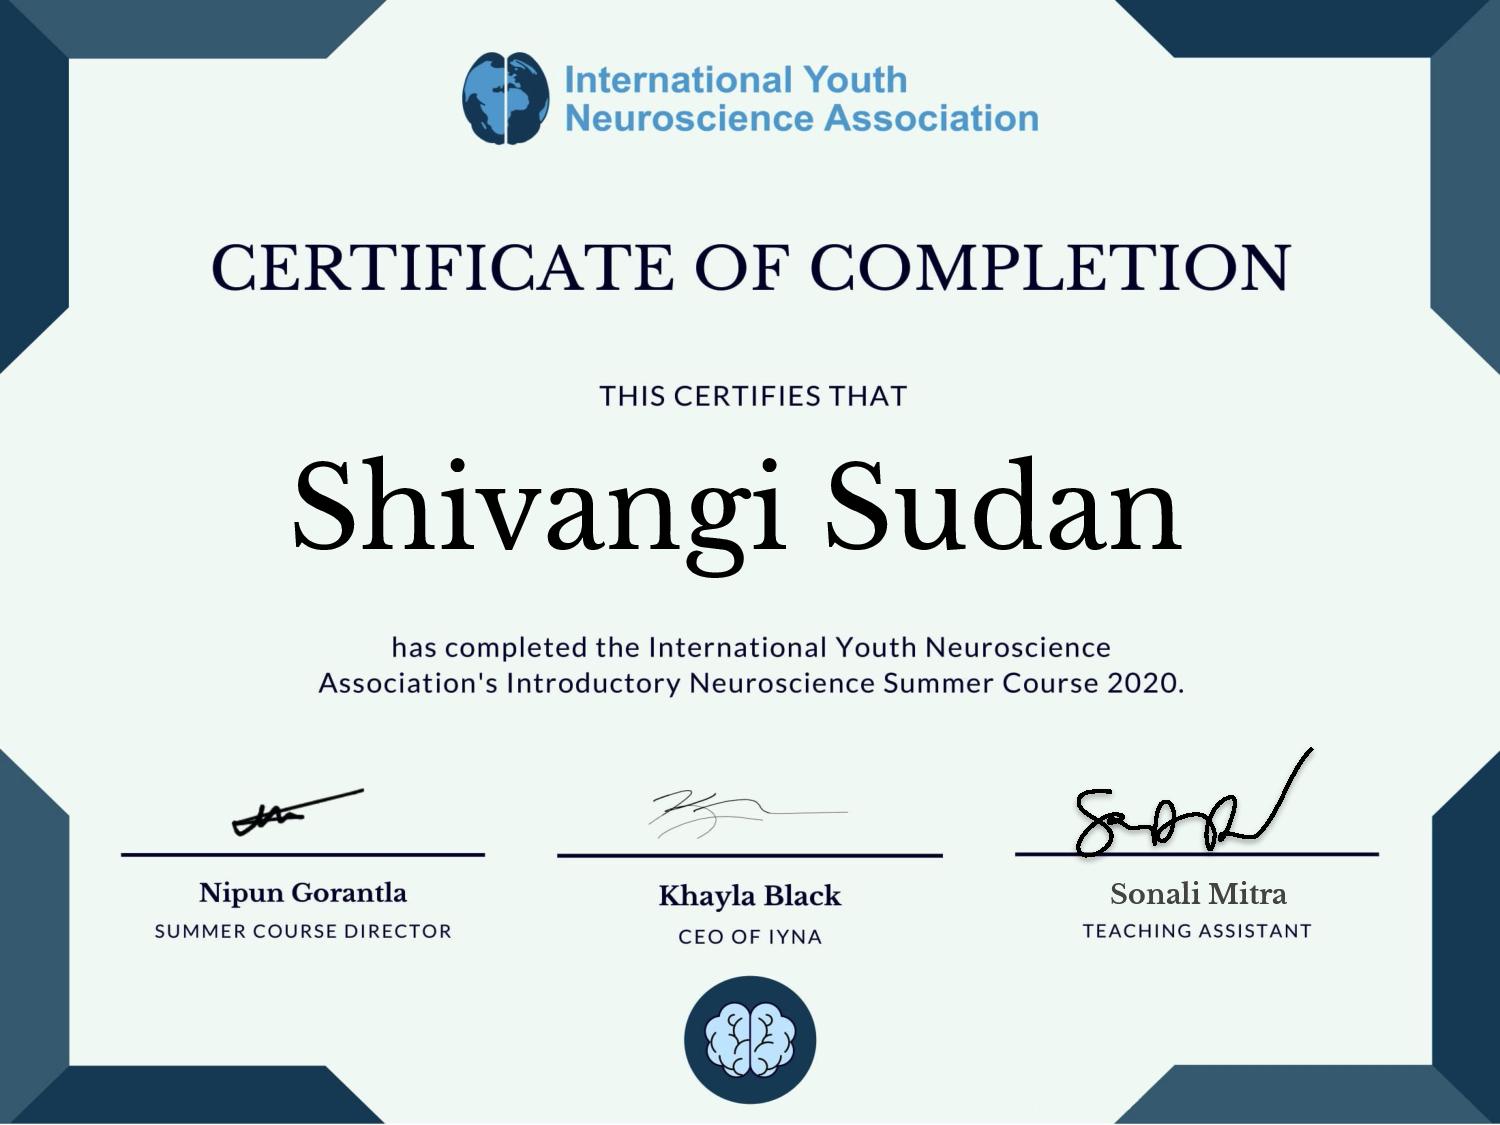 International Youth
Neuroscience Association
CERTIFICATE OF COMPLETION
THIS CERTIFIES THAT
Shivangi Sudan
has completed the International Youth Neuroscience
Association's Introductory Neuroscience Summer Course 2020.
Nipun Gorantla
SUMMER COURSE DIRECTOR
Khayla Black
CEO OF IYNA
Sonali Mitra
TEACHING ASSISTANT